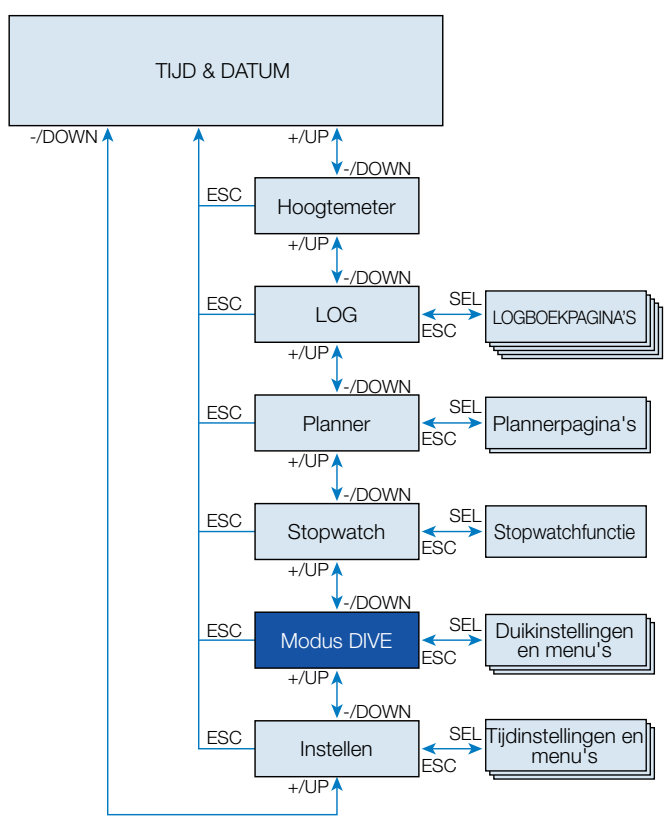 TIJD & DATUM
-/DOWN
+/UP
-/DOWN
ESC
Hoogtemeter
+/UP
-/DOWN
ESC
LOG
SEL
ESC
LOGBOEKPAGINA'S
+/UP
-/DOWN
ESC
Planner
SEL
ESC
Plannerpagina's
+/UP
-/DOWN
ESC
Stopwatch
SEL
ESC
Stopwatchfunctie
+/UP
-/DOWN
ESC
Modus DIVE
SEL
ESC
Duikinstellingen
en menu's
+/UP
-/DOWN
ESC
Instellen
SEL
ESC
Tijdinstellingen en
menu's
+/UP